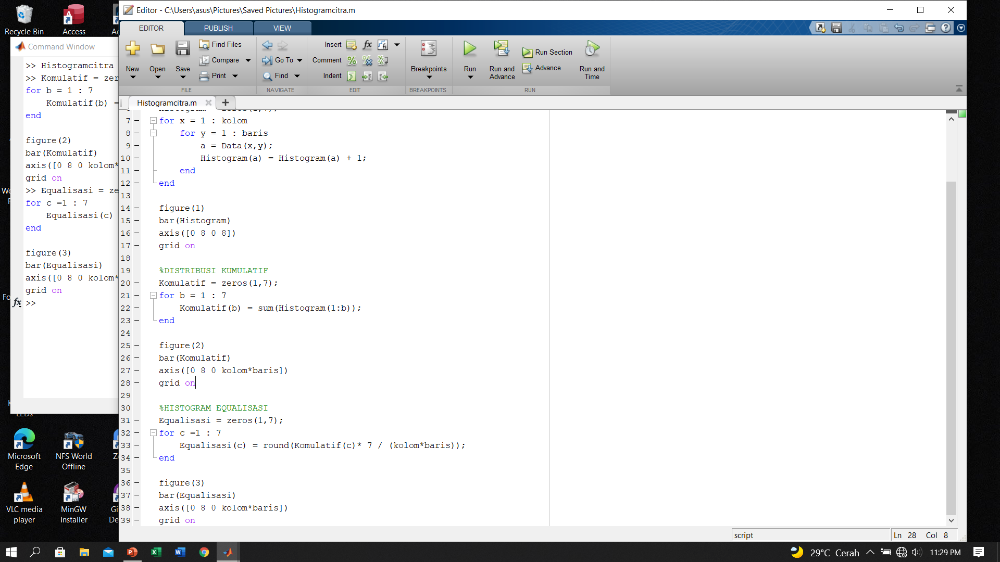 Recycle Bin
Access
Command Window
>> Histogramcitra
>> Komulatif = zer
for b = 1 : 7
Komulatif(b) =
end
figure(2)
bar(Komulatif)
axis([0 8 0 kolom*
grid on
>> Equalisasi = ze
for c =1 : 7
Equalisasi(c)
end
figure(3)
bar(Equalisasi)
axis([0 8 0 kolom*
grid on
fx >>
Microsoft Edge
NFS World Offline
VLC media player
MinGW Installer
Editor - C:\Users\asus\Pictures\Saved Pictures\Histogramcitra.m
EDITOR PUBLISH VIEW
New
Open
Save
Find Files
Compare
Print
FILE
Go To
Find
NAVIGATE
Insert
Comment
Indent
EDIT
Breakpoints
BREAKPOINTS
Run
Run and Advance
Run Section
Advance
Run and Time
RUN
Histogramcitra.m
7 for x = 1 : kolom
8 for y = 1 : baris
9 a = Data(x,y);
10 Histogram(a) = Histogram(a) + 1;
11 end
12 end
13
14 figure(1)
15 bar(Histogram)
16 axis([0 8 0 8])
17 grid on
18
19 %DISTRIBUSI KUMULATIF
20 Komulatif = zeros(1,7);
21 for b = 1 : 7
22 Komulatif(b) = sum(Histogram(1:b));
23 end
24
25 figure(2)
26 bar(Komulatif)
27 axis([0 8 0 kolom*baris])
28 grid on
29
30 %HISTOGRAM EQUALISASI
31 Equalisasi = zeros(1,7);
32 for c =1 : 7
33 Equalisasi(c) = round(Komulatif(c)* 7 / (kolom*baris));
34 end
35
36 figure(3)
37 bar(Equalisasi)
38 axis([0 8 0 kolom*baris])
39 grid on
script
Ln 28 Col 8
29°C Cerah
11:29 PM